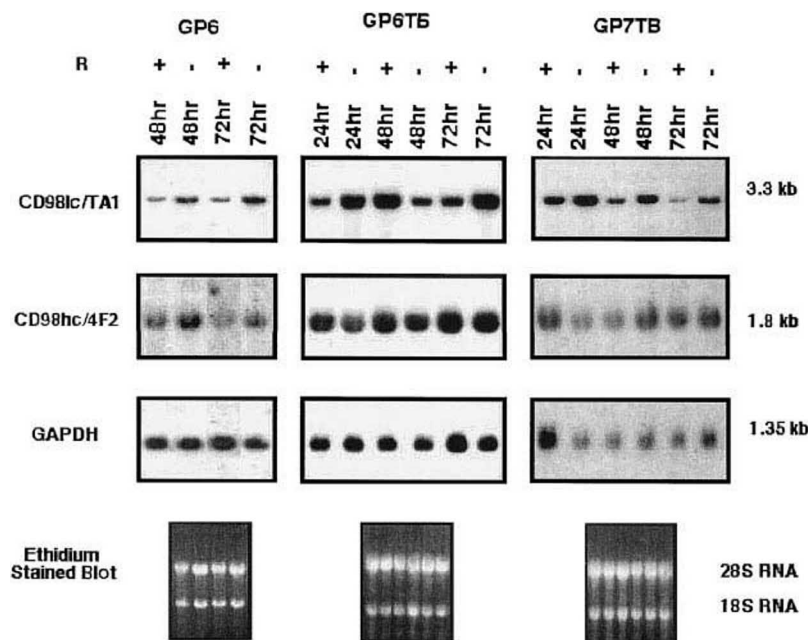 GP6 GP6TБ GP7TB
R + - + - + - + - + - + - + - + -
48hr 48hr 72hr 72hr 24hr 24hr 48hr 48hr 72hr 72hr 24hr 24hr 48hr 48hr 72hr 72hr
CD98lc/TA1 3.3 kb
CD98hc/4F2 1.8 kb
GAPDH 1.35 kb
Ethidium
Stained Blot
28S RNA
18S RNA